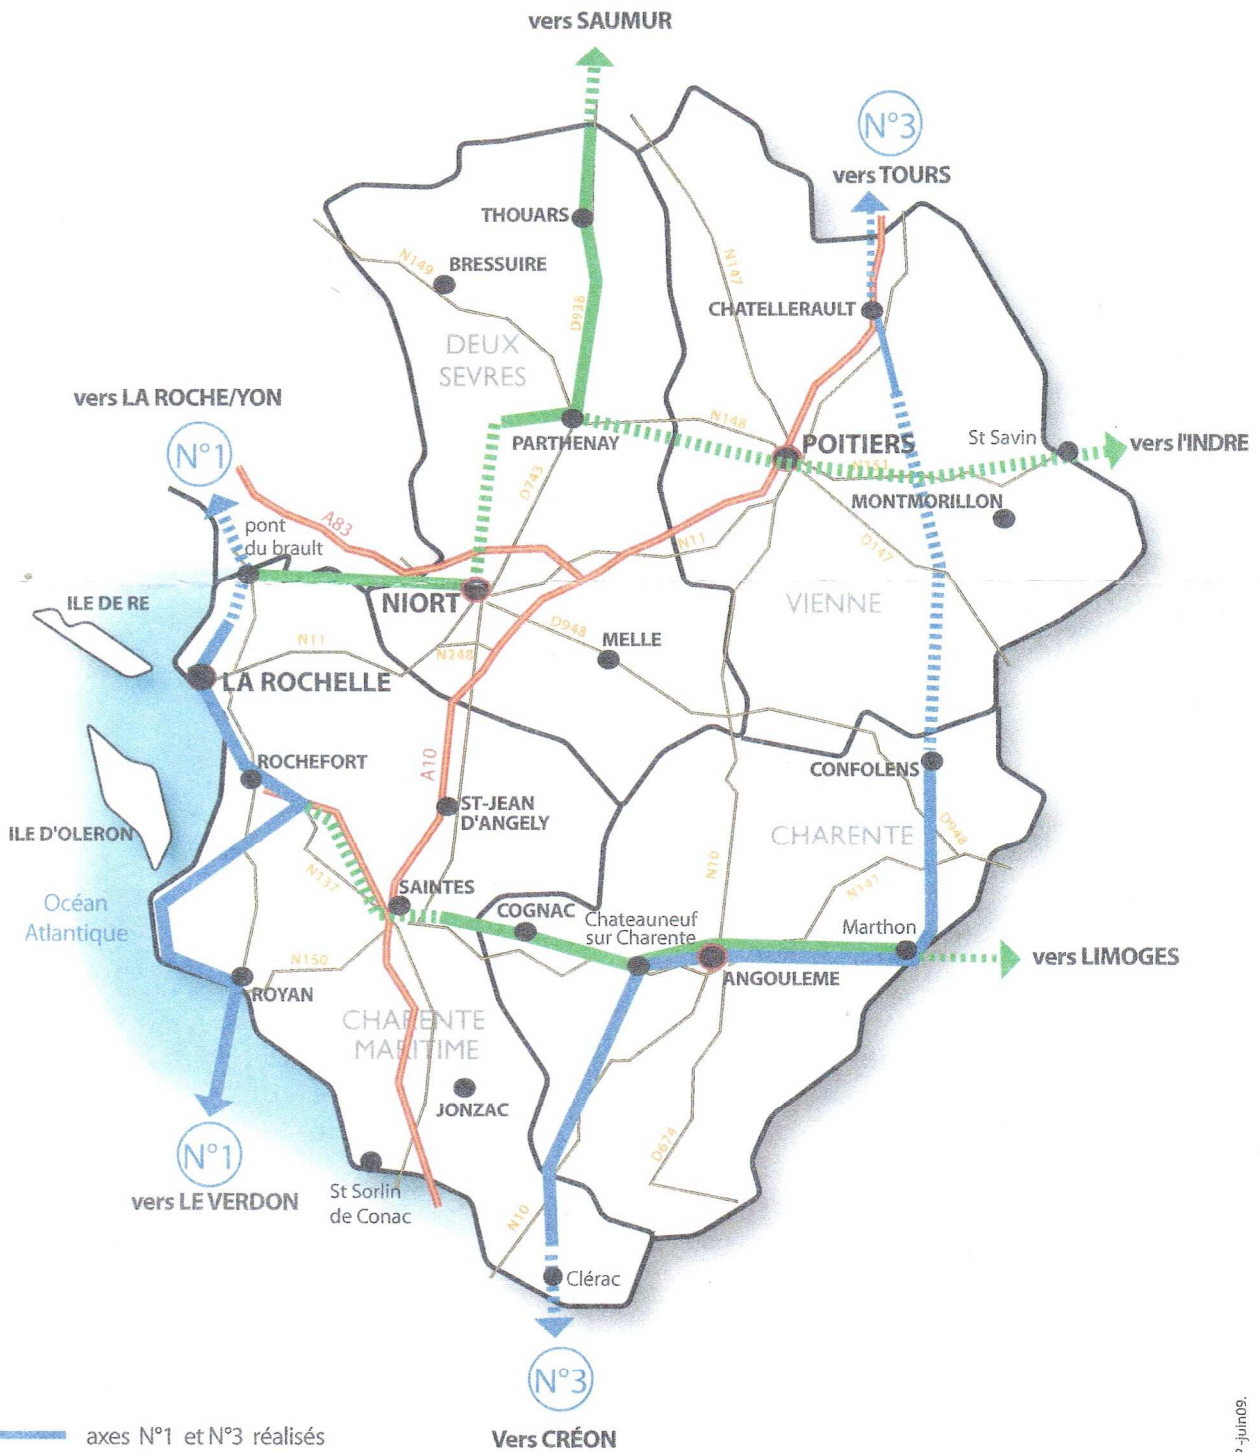 vers SAUMUR
N°3
vers TOURS
THOUARS
BRESSUIRE
N149
N147
D938
CHATELLERAULT
DEUX
SEVRES
vers LA ROCHE/YON
N°1
PARTHENAY
N148
POITIERS
St Savin
vers l'INDRE
N151
MONTMORILLON
D743
A83
pont
du brault
N11
D147
ILE DE RE
NIORT
VIENNE
N11
N248
D948
MELLE
LA ROCHELLE
ROCHEFORT
A10
CONFOLENS
ST-JEAN
D'ANGELY
ILE D'OLERON
CHARENTE
D948
N137
N10
N141
SAINTES
COGNAC
Océan
Atlantique
Chateauneuf
sur Charente
Marthon
vers LIMOGES
N150
ANGOULEME
ROYAN
CHARENTE
MARITIME
JONZAC
D674
N°1
vers LE VERDON
St Sorlin
de Conac
N10
Clérac
N°3
Vers CRÉON
axes N°1 et N°3 réalisés
-juin09.